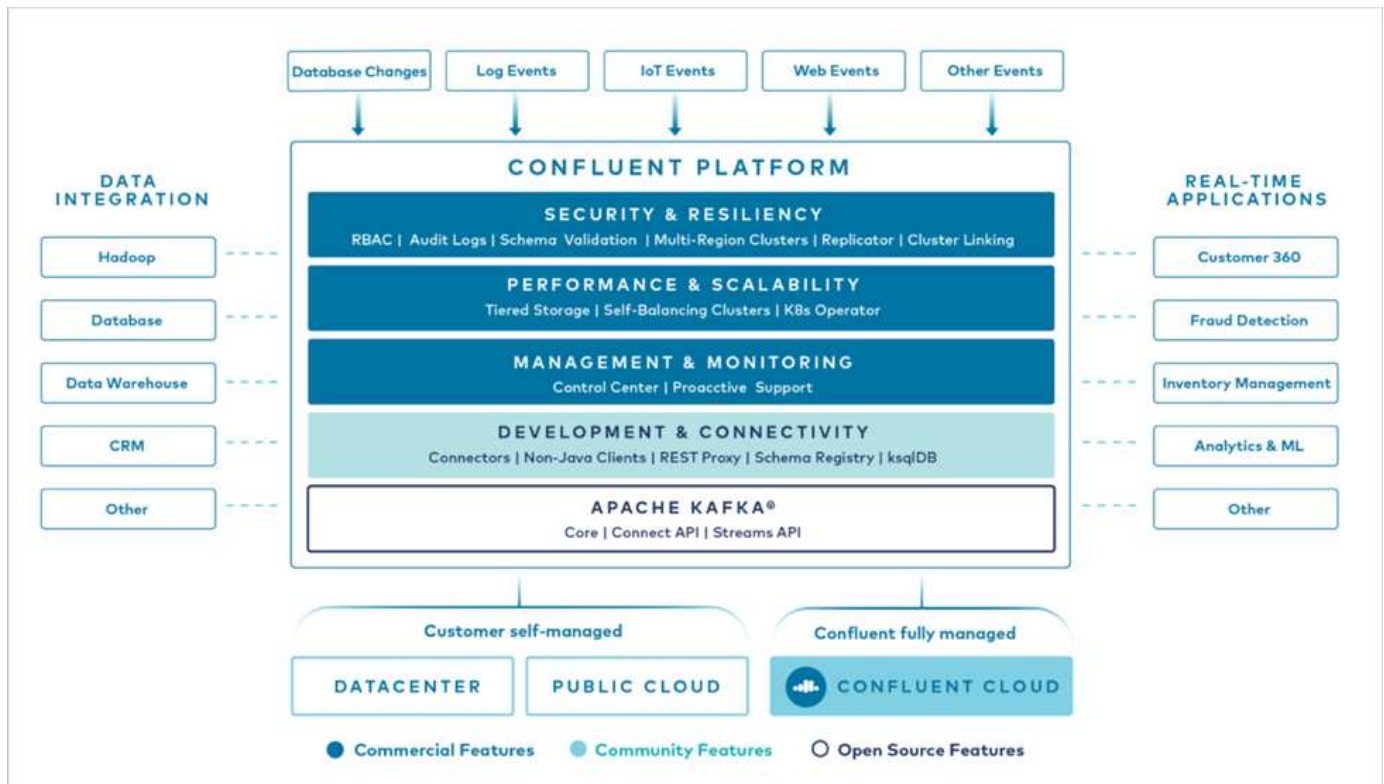 Database Changes
Log Events
IoT Events
Web Events
Other Events
CONFLUENT PLATFORM
DATA
INTEGRATION
Hadoop
Database
Data Warehouse
CRM
Other
SECURITY & RESILIENCY
RBAC | Audit Logs | Schema Validation | Multi-Region Clusters | Replicator | Cluster Linking
PERFORMANCE & SCALABILITY
Tiered Storage | Self-Balancing Clusters | K8s Operator
MANAGEMENT & MONITORING
Control Center | Proacctive Support
DEVELOPMENT & CONNECTIVITY
Connectors | Non-Java Clients | REST Proxy | Schema Registry | ksqlDB
APACHE KAFKA®
Core | Connect API | Streams API
REAL-TIME
APPLICATIONS
Customer 360
Fraud Detection
Inventory Management
Analytics & ML
Other
Customer self-managed
Confluent fully managed
DATACENTER
PUBLIC CLOUD
CONFLUENT CLOUD
Commercial Features
Community Features
Open Source Features